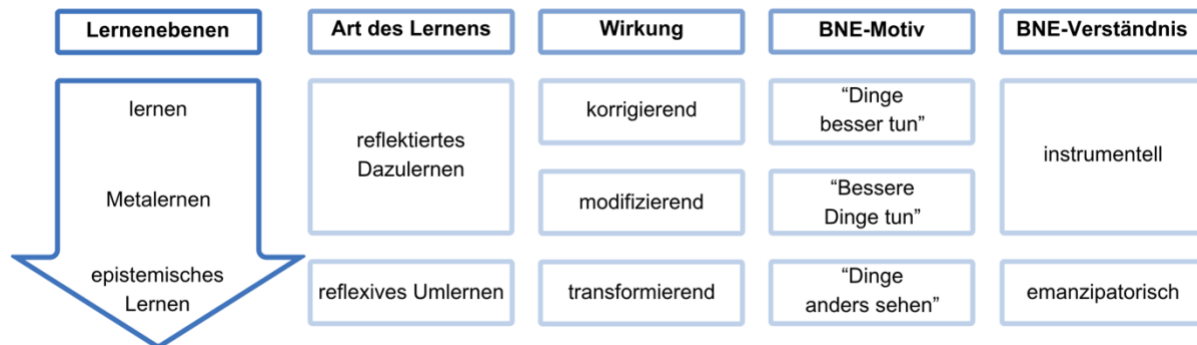 Lernenebenen
Art des Lernens
Wirkung
BNE-Motiv
BNE-Verständnis
lernen
reflektiertes
Dazulernen
korrigierend
“Dinge
besser tun”
instrumentell
Metalernen
modifizierend
“Bessere
Dinge tun”
epistemisches
Lernen
reflexives Umlernen
transformierend
“Dinge
anders sehen”
emanzipatorisch